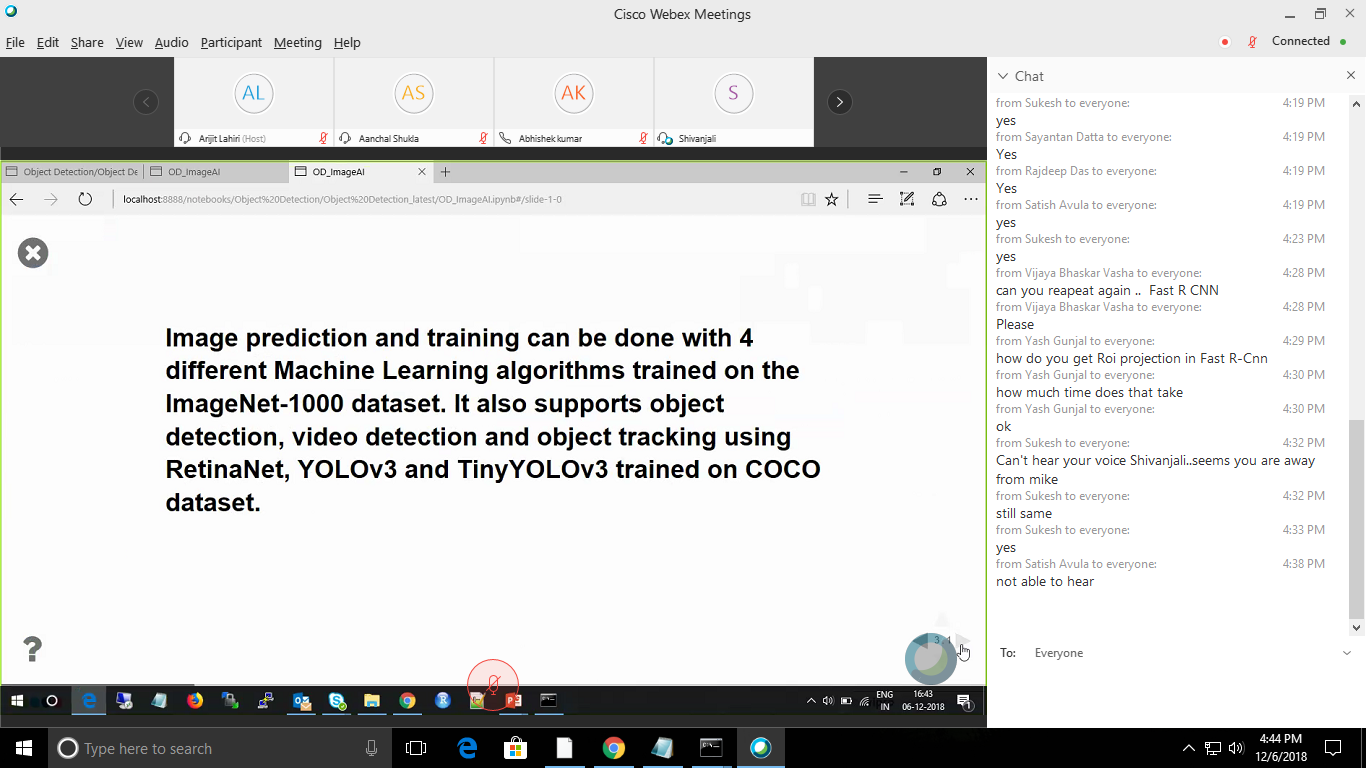 Cisco Webex Meetings
File Edit Share View Audio Participant Meeting Help
Connected
AL
AS
AK
S
Arijit Lahiri (Host)
Aanchal Shukla
Abhishek kumar
Shivanjali
Object Detection/Object De
OD_ImageAI
OD_ImageAI
localhost:8888/notebooks/Object%20Detection/Object%20Detection_latest/OD_ImageAI.ipynb#/slide-1-0
Image prediction and training can be done with 4
different Machine Learning algorithms trained on the
ImageNet-1000 dataset. It also supports object
detection, video detection and object tracking using
RetinaNet, YOLOv3 and TinyYOLOv3 trained on COCO
dataset.
?
ENG
IN
16:43
06-12-2018
1
Chat
from Sukesh to everyone: 4:19 PM
yes
from Sayantan Datta to everyone: 4:19 PM
Yes
from Rajdeep Das to everyone: 4:19 PM
Yes
from Satish Avula to everyone: 4:19 PM
yes
from Sukesh to everyone: 4:23 PM
yes
from Vijaya Bhaskar Vasha to everyone: 4:28 PM
can you reapeat again .. Fast R CNN
from Vijaya Bhaskar Vasha to everyone: 4:28 PM
Please
from Yash Gunjal to everyone: 4:29 PM
how do you get Roi projection in Fast R-Cnn
from Yash Gunjal to everyone: 4:30 PM
how much time does that take
from Yash Gunjal to everyone: 4:30 PM
ok
from Sukesh to everyone: 4:32 PM
Can't hear your voice Shivanjali..seems you are away
from mike
from Sukesh to everyone: 4:32 PM
still same
from Sukesh to everyone: 4:33 PM
yes
from Satish Avula to everyone: 4:38 PM
not able to hear
To: Everyone
Type here to search
4:44 PM
12/6/2018